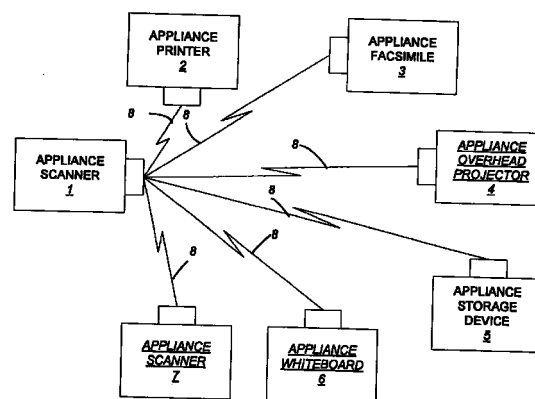 APPLIANCE
PRINTER
2
APPLIANCE
FACSIMILE
3
8
8
APPLIANCE
SCANNER
1
8
APPLIANCE
OVERHEAD
PROJECTOR
4
8
8
8
APPLIANCE
STORAGE
DEVICE
5
APPLIANCE
SCANNER
7
APPLIANCE
WHITEBOARD
6